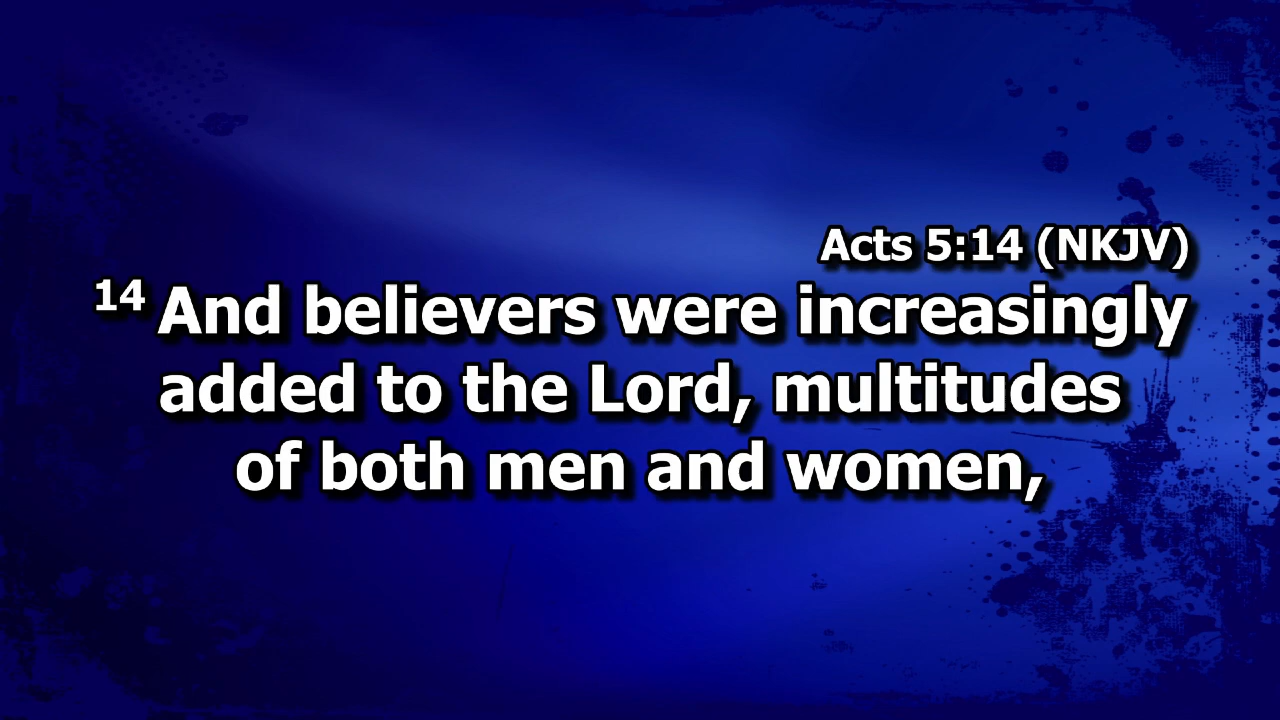 Acts 5:14 (NKJV)
14 And believers were increasingly
added to the Lord, multitudes
of both men and women,